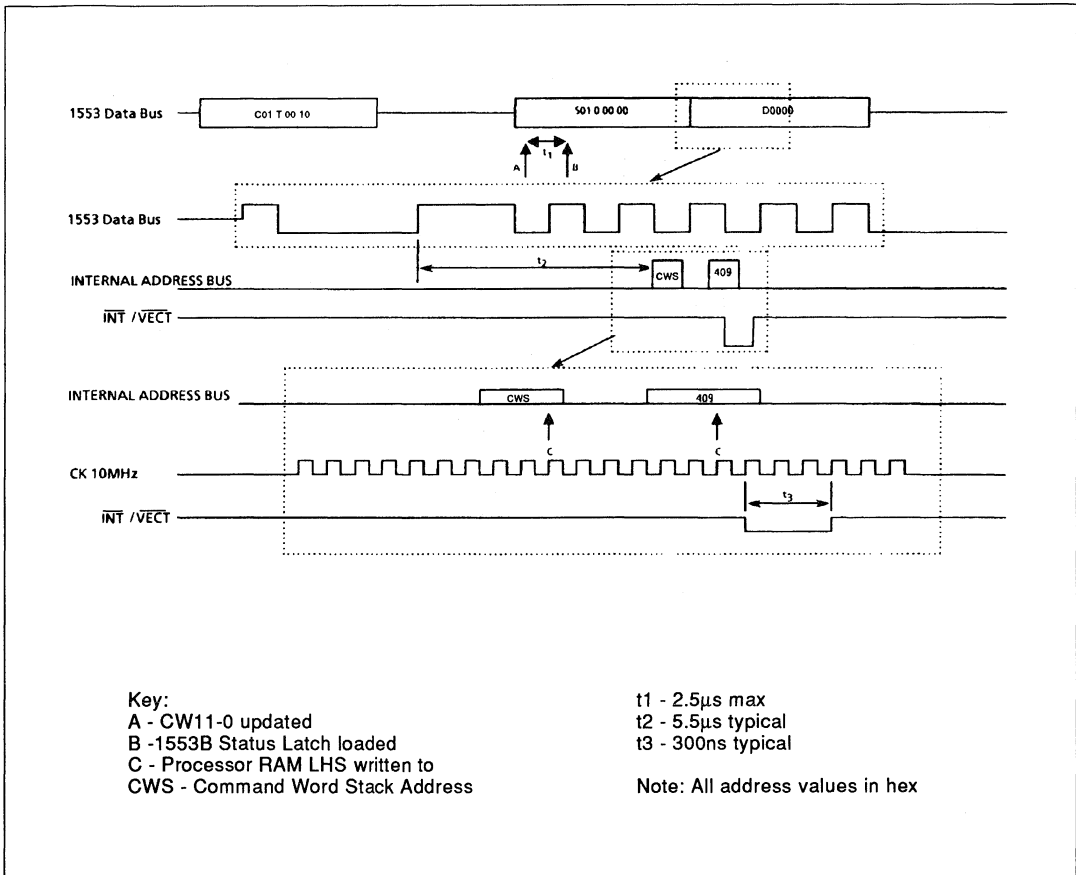 1553 Data Bus
C01 T 00 10
S01 0 00 00
D0000
t1
A
B
1553 Data Bus
t2
INTERNAL ADDRESS BUS
CWS
409
INT / VECT
INTERNAL ADDRESS BUS
CWS
409
C
C
CK 10MHz
t3
INT / VECT
Key:
A - CW11-0 updated
B -1553B Status Latch loaded
C - Processor RAM LHS written to
CWS - Command Word Stack Address
t1 - 2.5µs max
t2 - 5.5µs typical
t3 - 300ns typical
Note: All address values in hex